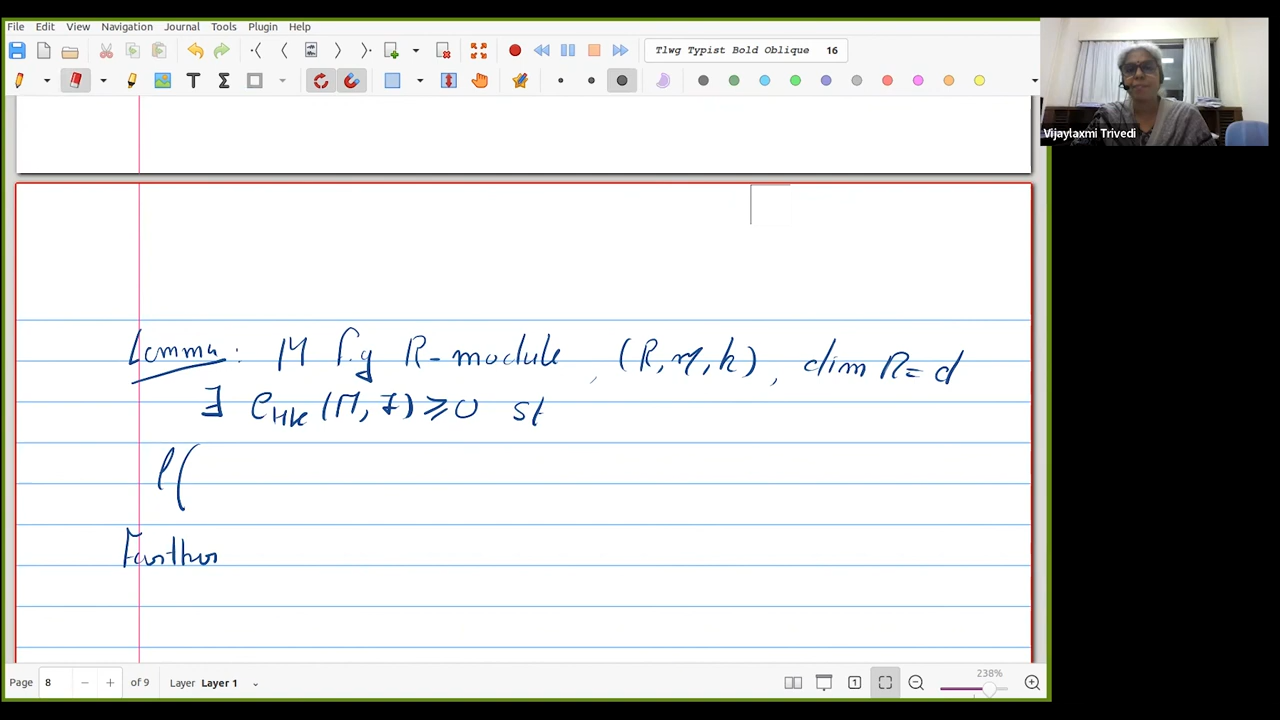 File Edit View Navigation Journal Tools Plugin Help
Tlwg Typist Bold Oblique 16
Vijaylaxmi Trivedi
Lemma: M f.g R-module, (R, m, k), dim R = d
∃ e_HK (M, I) ≥ 0 st
l(
Further
Page 8 of 9 Layer Layer 1 238%